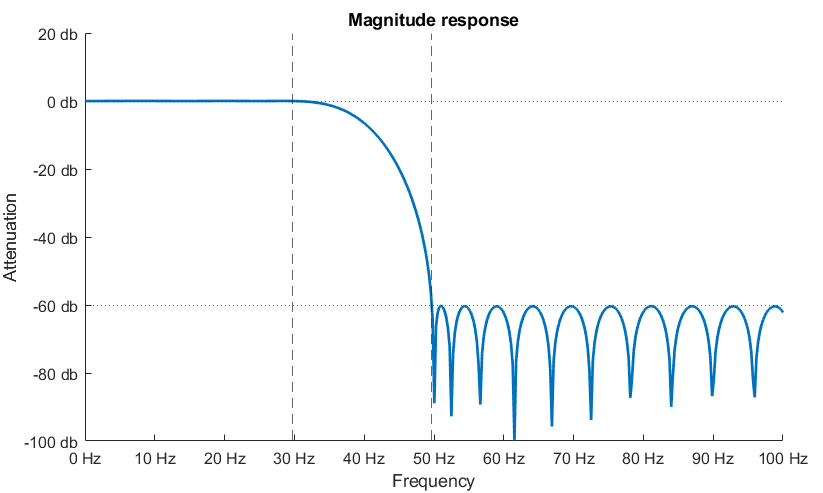 Magnitude response
20 db
0 db
-20 db
-40 db
-60 db
-80 db
-100 db
Attenuation
0 Hz 10 Hz 20 Hz 30 Hz 40 Hz 50 Hz 60 Hz 70 Hz 80 Hz 90 Hz 100 Hz
Frequency